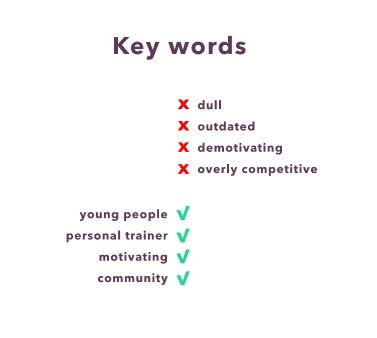 Key words
x dull
x outdated
x demotivating
x overly competitive
young people √
personal trainer √
motivating √
community √